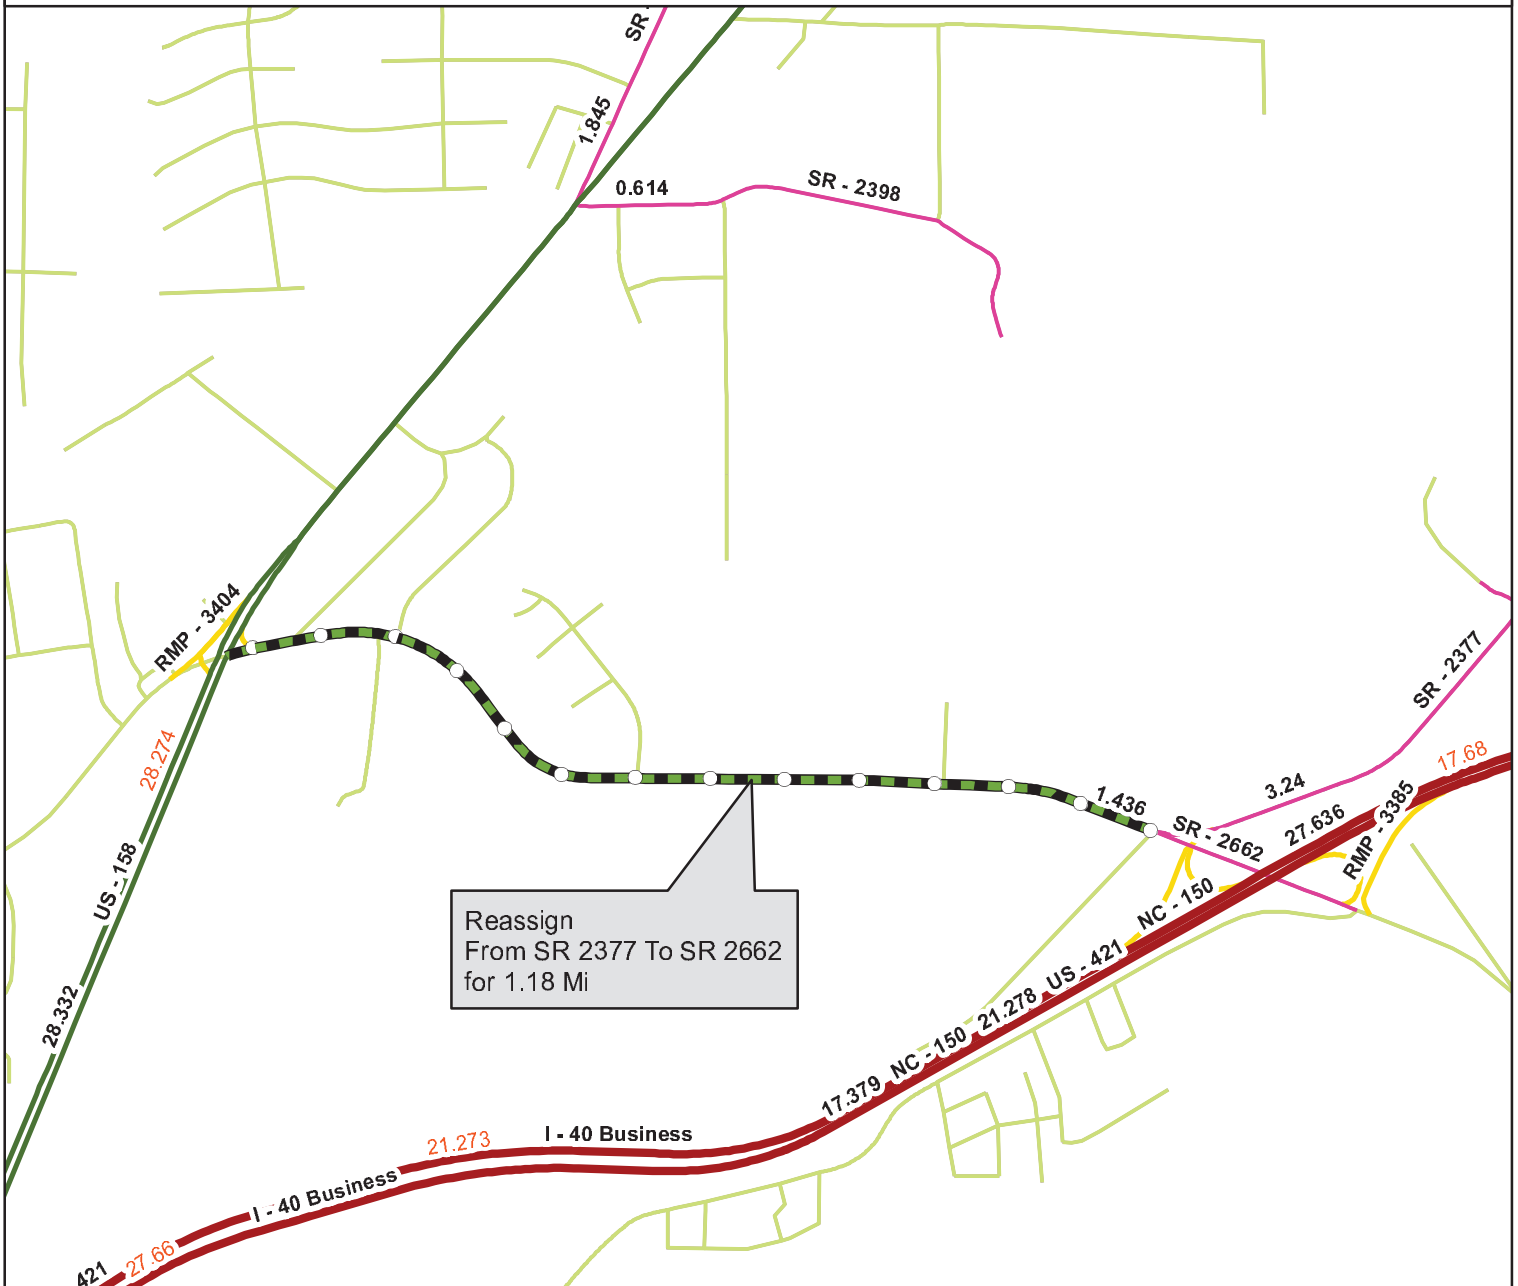 SR -
1.845
0.614
SR - 2398
RMP - 3404
28.274
US - 158
28.332
1.436
SR - 2662
SR - 2377
3.24
27.636
17.68
RMP - 3385
NC - 150
US - 421
21.278
NC - 150
17.379
Reassign
From SR 2377 To SR 2662
for 1.18 Mi
I - 40 Business
21.273
I - 40 Business
27.66
421